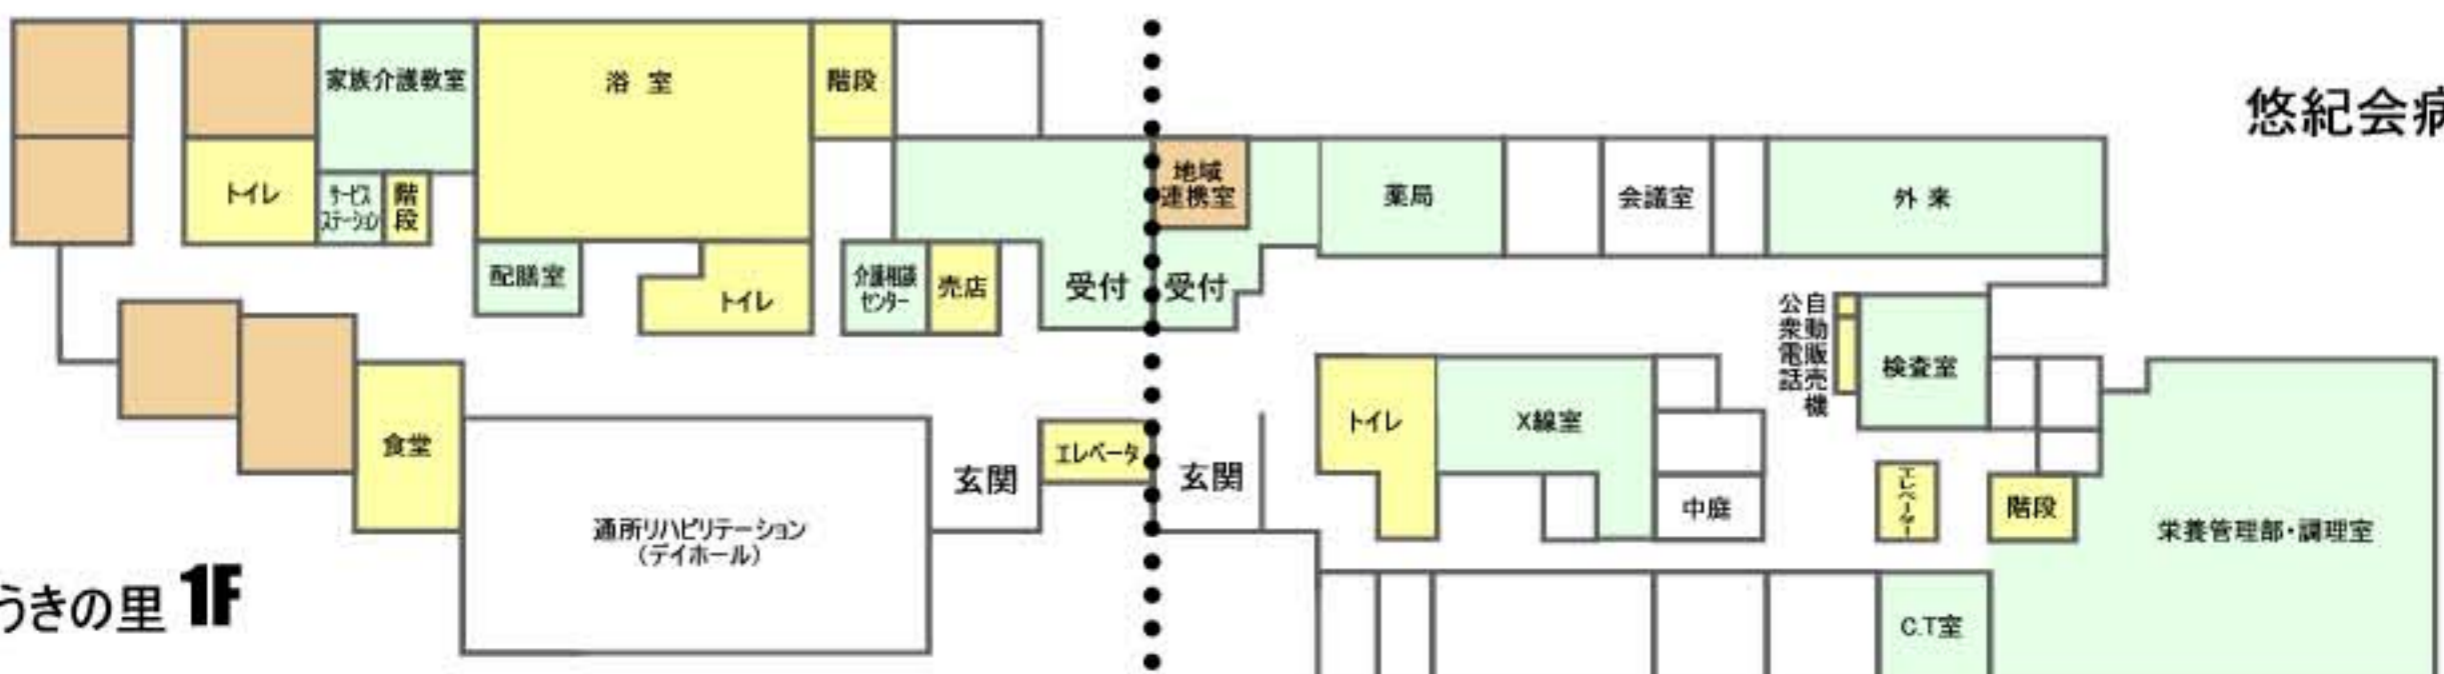 家族介護教室
浴 室
階段
悠紀会
トイレ
サービス
ステーション
階
段
地域
連携室
薬局
会議室
外 来
配膳室
トイレ
介護相談
センター
売店
受付
受付
自動販売機
公衆電話
検査室
食堂
エレベータ
玄関
玄関
トイレ
X線室
中庭
エレベーター
階段
通所リハビリテーション
(デイホール)
栄養管理部・調理室
うきの里 1F
C.T室